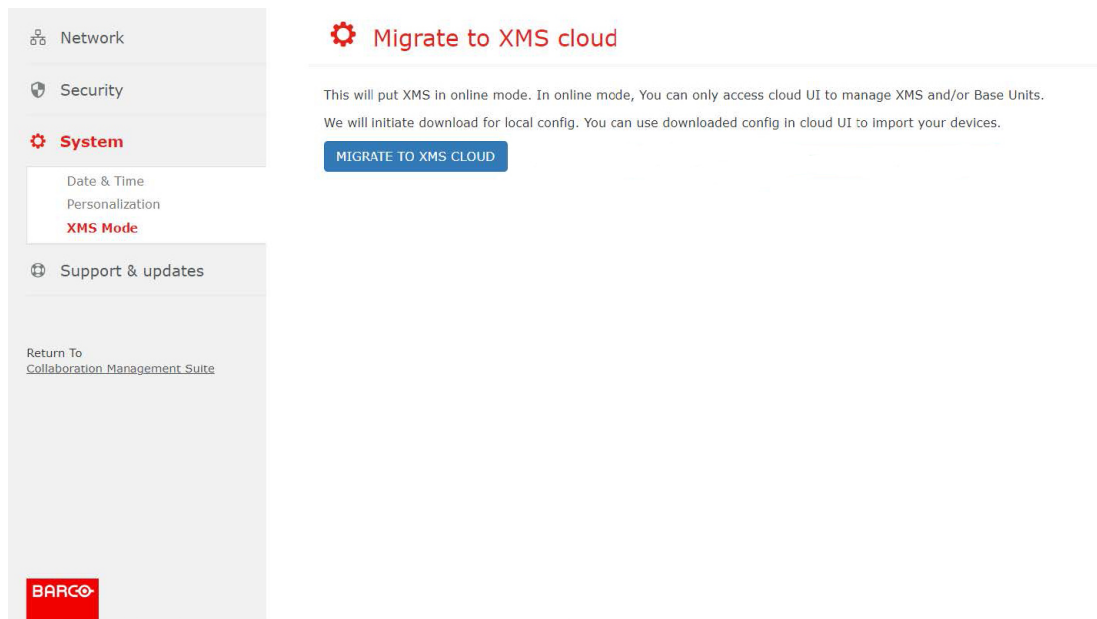 Network
Security
System
Date & Time
Personalization
XMS Mode
Support & updates
Return To
Collaboration Management Suite
BARCO
Migrate to XMS cloud
This will put XMS in online mode. In online mode, You can only access cloud UI to manage XMS and/or Base Units.
We will initiate download for local config. You can use downloaded config in cloud UI to import your devices.
MIGRATE TO XMS CLOUD